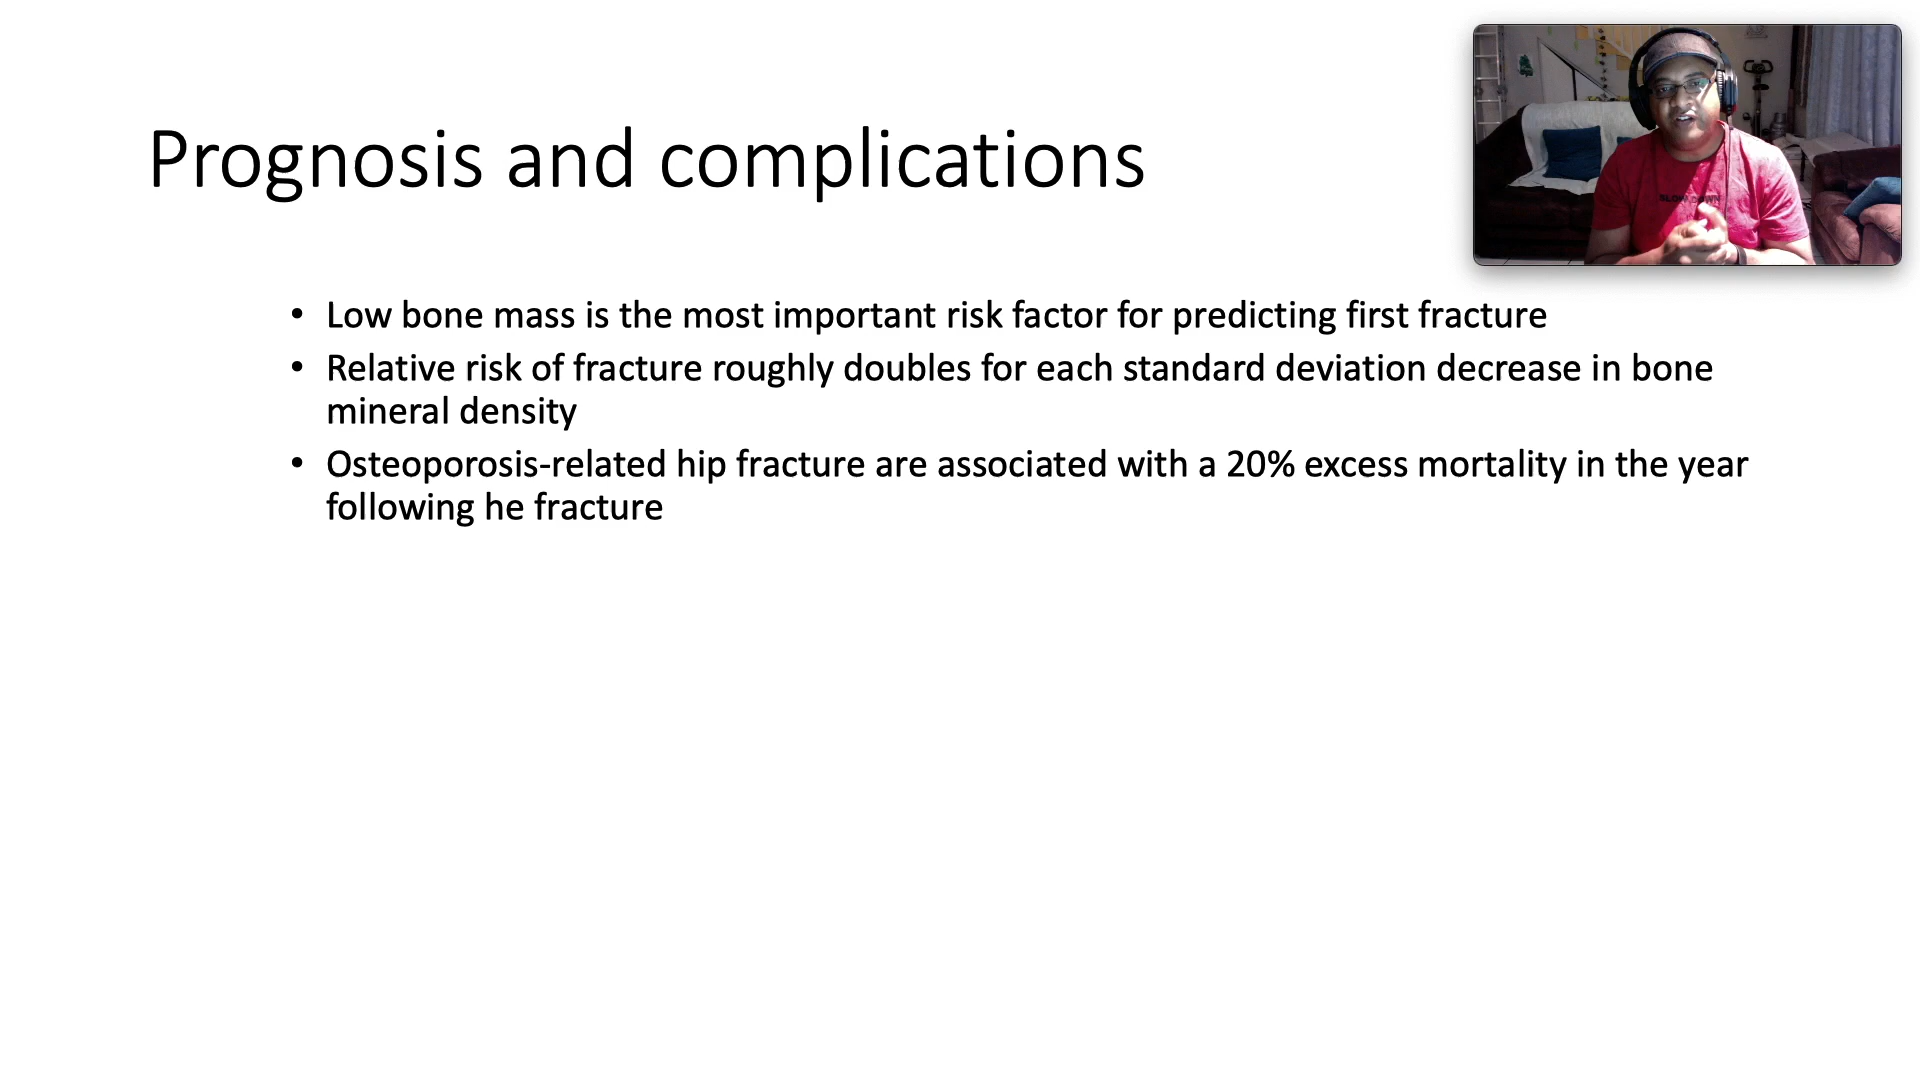 Prognosis and complications
• Low bone mass is the most important risk factor for predicting first fracture
• Relative risk of fracture roughly doubles for each standard deviation decrease in bone
mineral density
• Osteoporosis-related hip fracture are associated with a 20% excess mortality in the year
following he fracture
SLOW DOWN